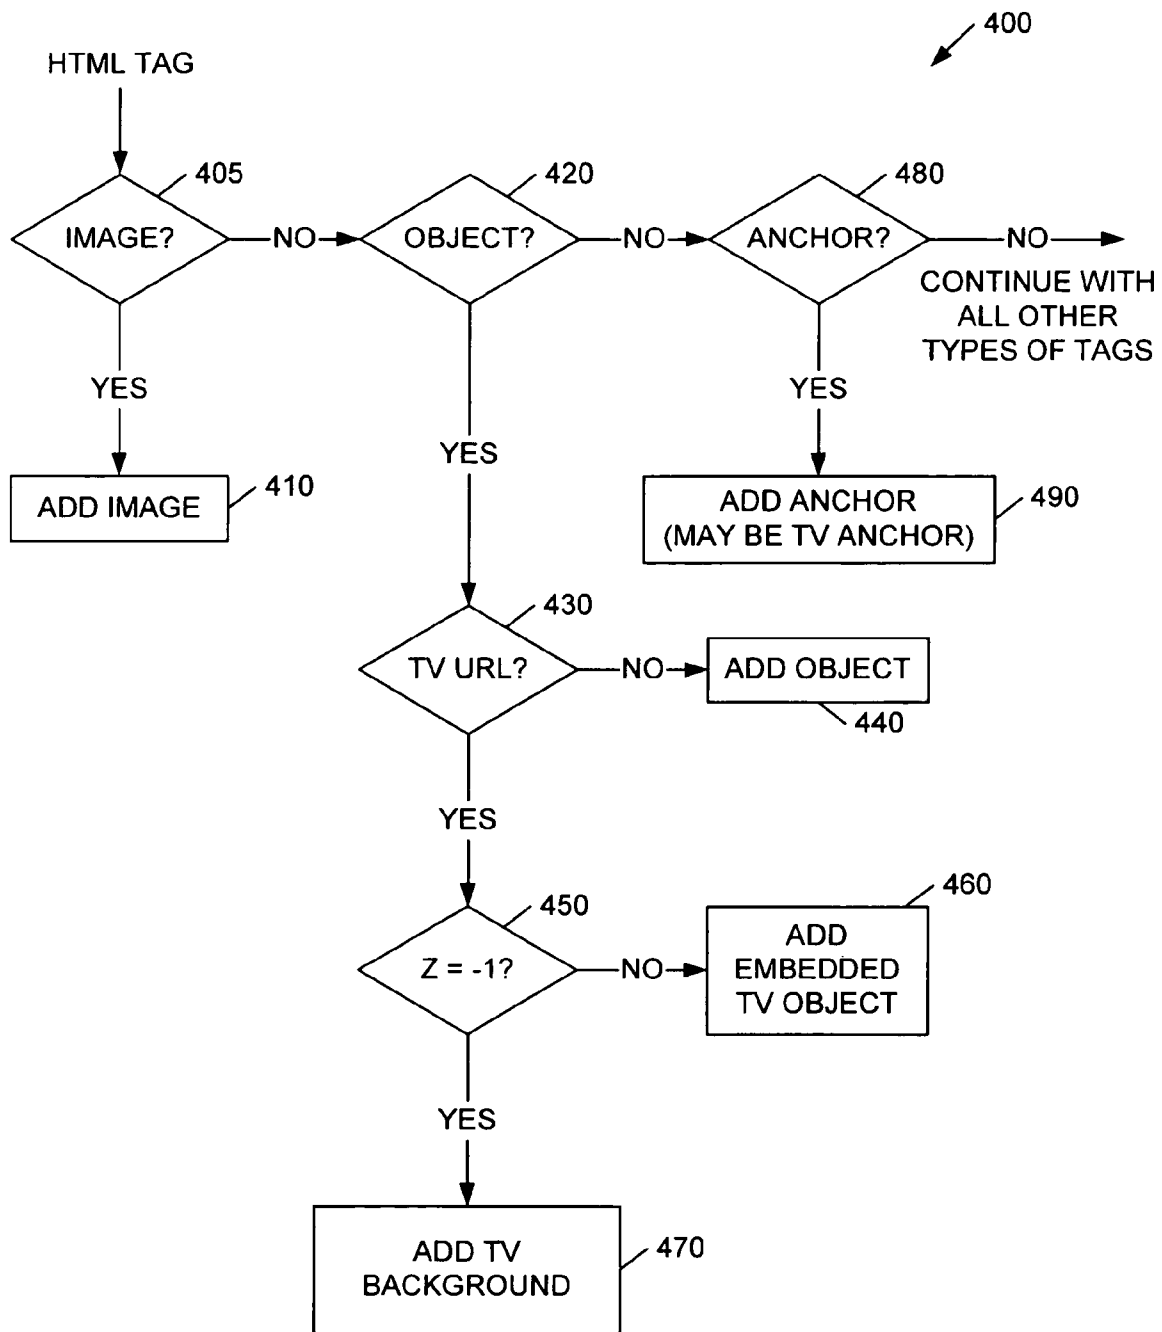 400
HTML TAG
405
420
480
IMAGE?
NO
OBJECT?
NO
ANCHOR?
NO
CONTINUE WITH
ALL OTHER
TYPES OF TAGS
YES
YES
YES
ADD IMAGE
410
ADD ANCHOR
(MAY BE TV ANCHOR)
490
430
TV URL?
NO
ADD OBJECT
440
YES
450
460
Z = -1?
NO
ADD
EMBEDDED
TV OBJECT
YES
ADD TV
BACKGROUND
470